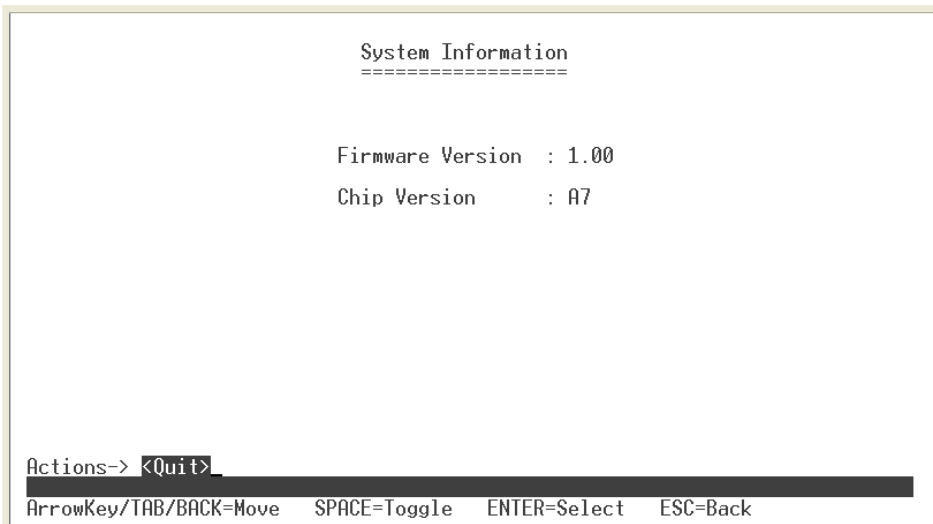 System Information
==================
Firmware Version : 1.00
Chip Version : A7
Actions-> <Quit>_
ArrowKey/TAB/BACK=Move SPACE=Toggle ENTER=Select ESC=Back